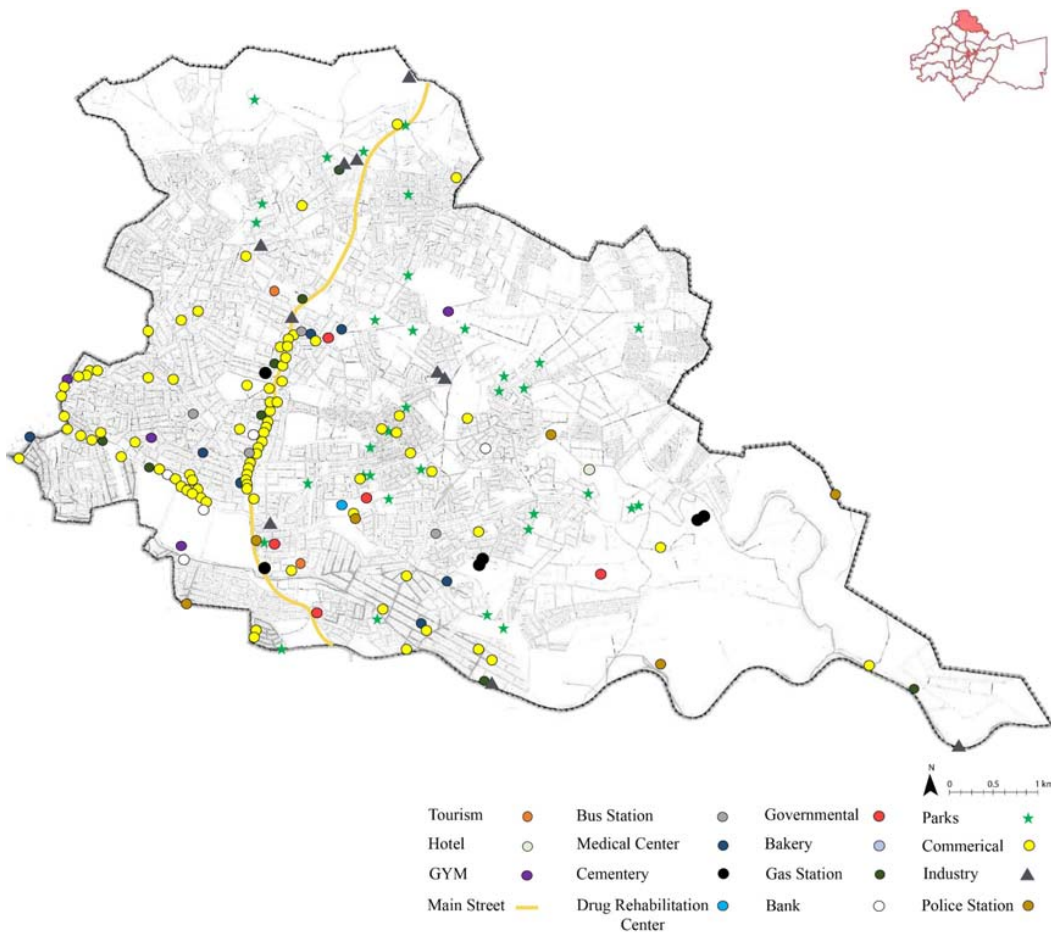 N
0 0.5 1 km
Tourism Bus Station Governmental Parks
Hotel Medical Center Bakery Commerical
GYM Cementery Gas Station Industry
Main Street Drug Rehabilitation Bank Police Station
Center